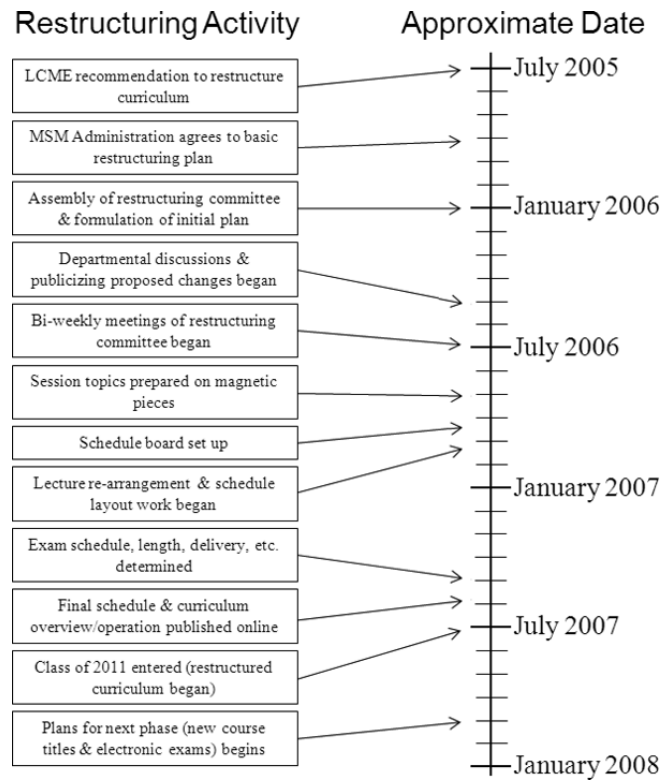 Restructuring Activity
Approximate Date
LCME recommendation to restructure
curriculum
July 2005
MSM Administration agrees to basic
restructuring plan
Assembly of restructuring committee
& formulation of initial plan
January 2006
Departmental discussions &
publicizing proposed changes began
Bi-weekly meetings of restructuring
committee began
July 2006
Session topics prepared on magnetic
pieces
Schedule board set up
Lecture re-arrangement & schedule
layout work began
January 2007
Exam schedule, length, delivery, etc.
determined
Final schedule & curriculum
overview/operation published online
July 2007
Class of 2011 entered (restructured
curriculum began)
Plans for next phase (new course
titles & electronic exams) begins
January 2008